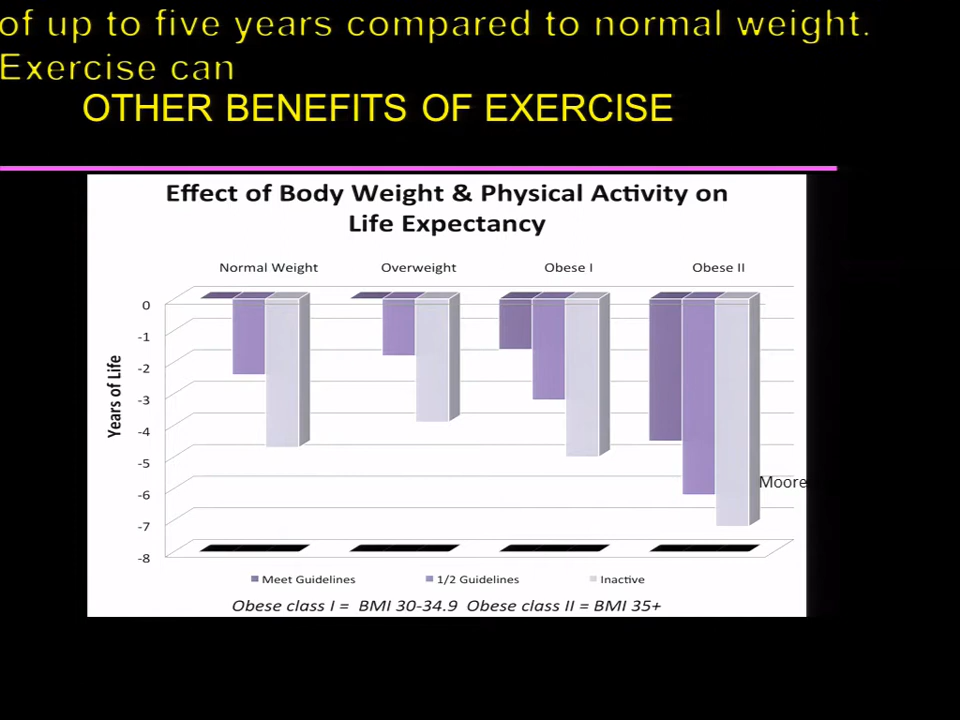 of up to five years compared to normal weight.
Exercise can
OTHER BENEFITS OF EXERCISE
Effect of Body Weight & Physical Activity on
Life Expectancy
Normal Weight Overweight Obese I Obese II
0
-1
-2
-3
-4
-5
-6
-7
-8
Years of Life
Moore
Meet Guidelines 1/2 Guidelines Inactive
Obese class I = BMI 30-34.9 Obese class II = BMI 35+